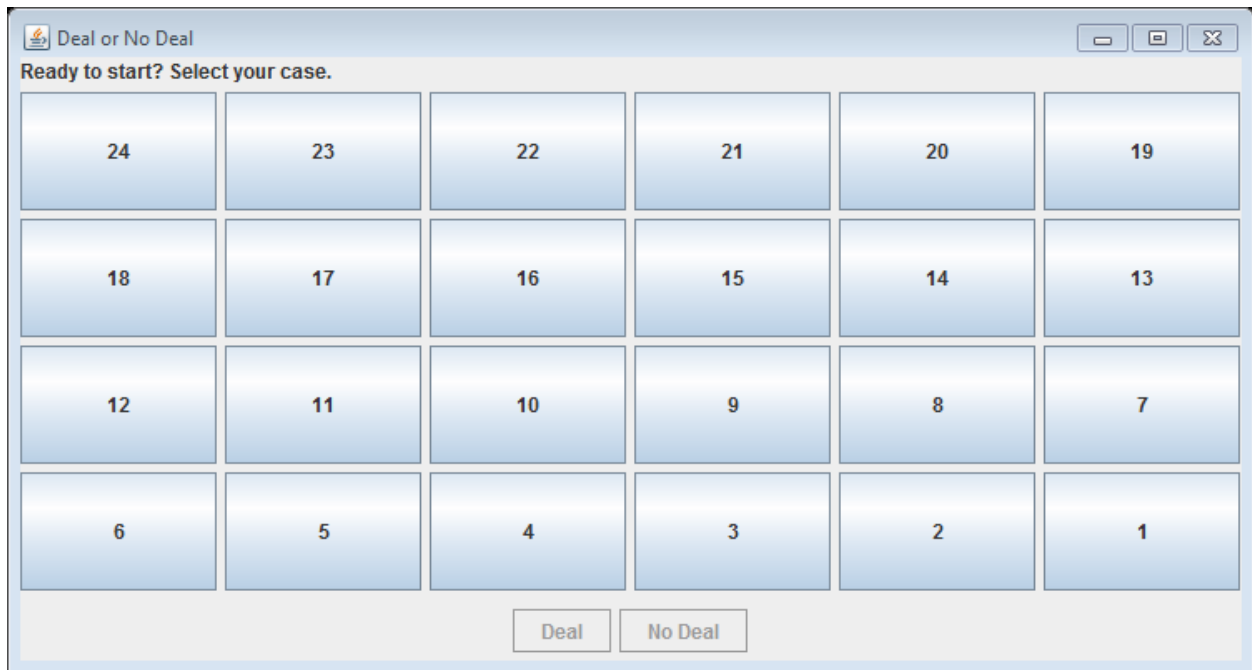 Deal or No Deal
Ready to start? Select your case.
24 23 22 21 20 19
18 17 16 15 14 13
12 11 10 9 8 7
6 5 4 3 2 1
Deal No Deal